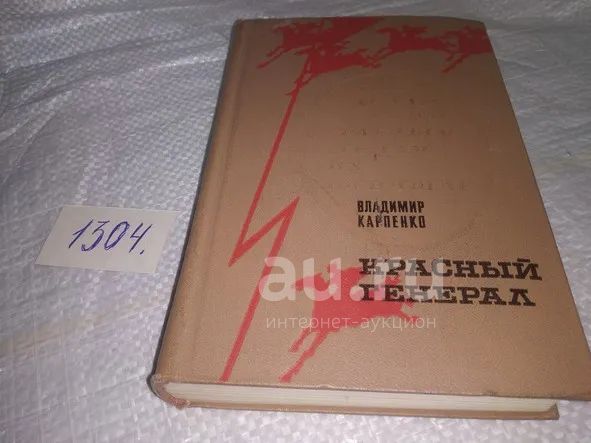 1304.
ВЛАДИМИР
КАРПЕНКО
КРАСНЫЙ
ГЕНЕРАЛ
au.ru
интернет-аукцион